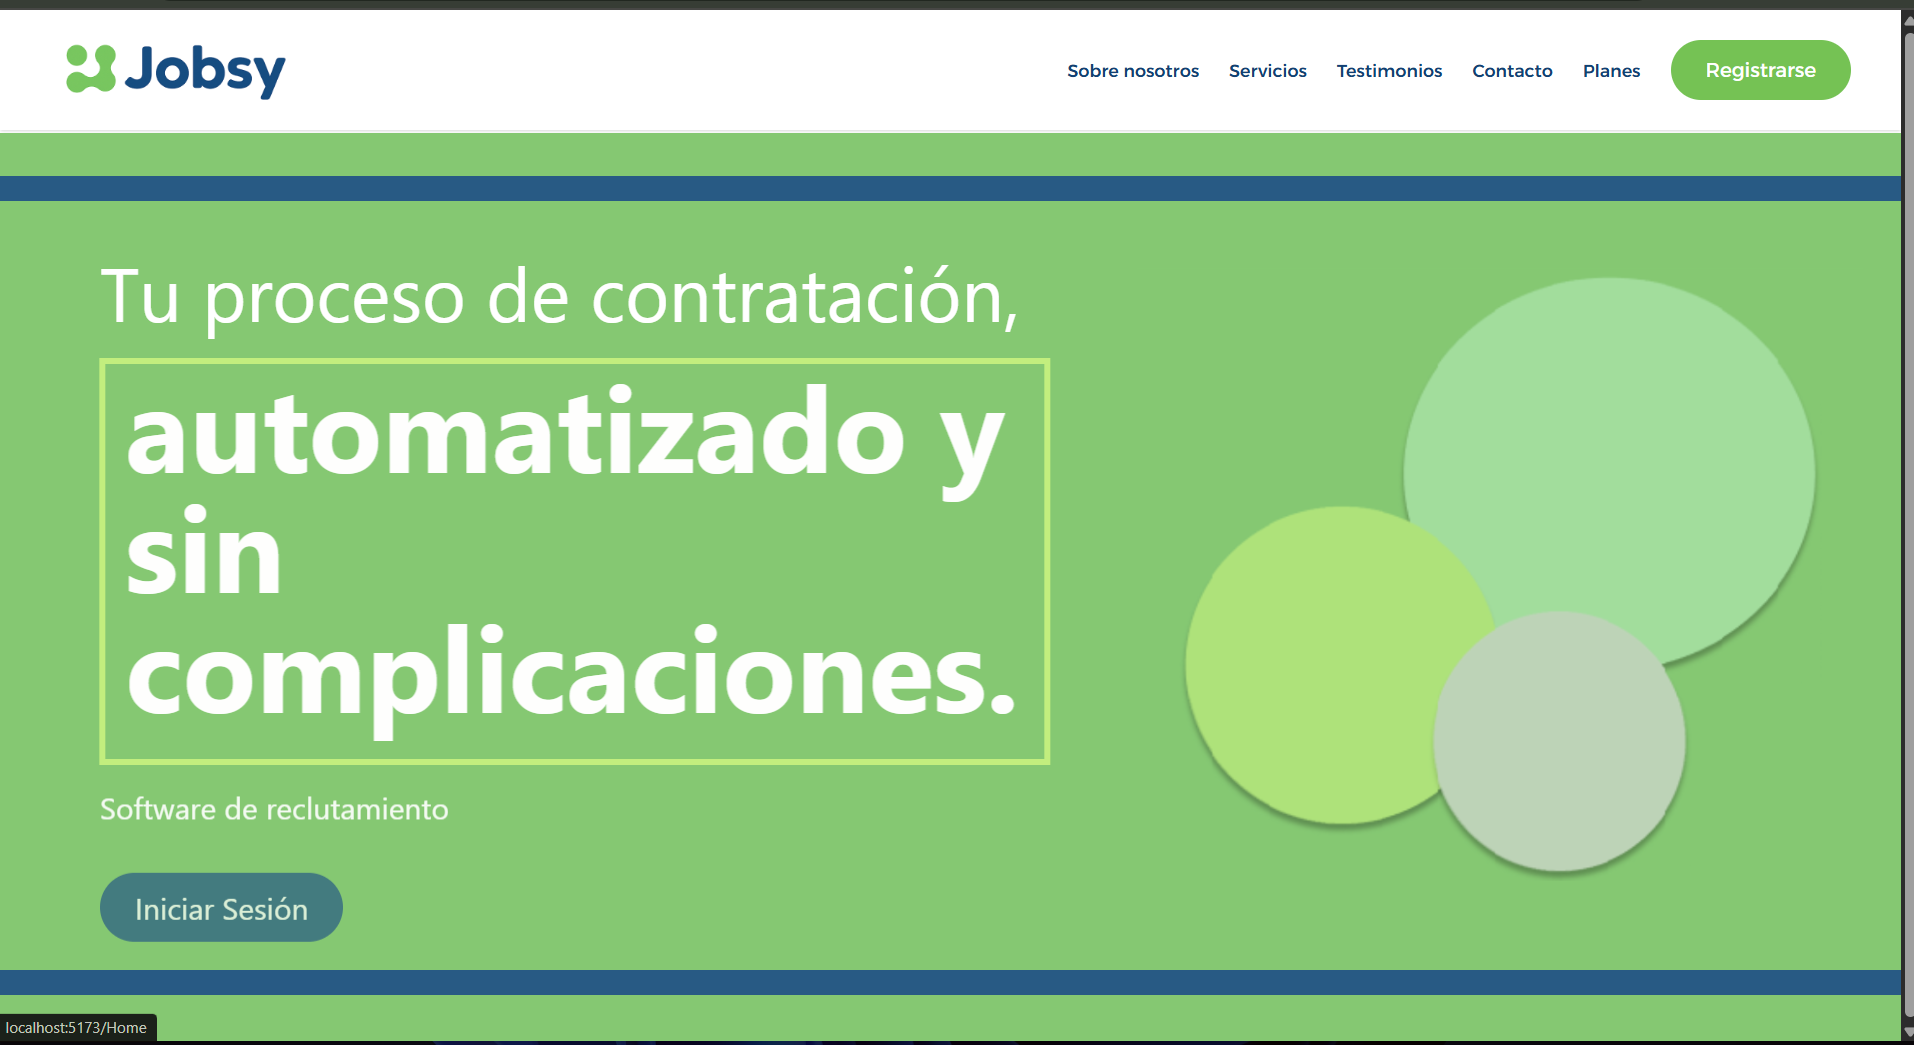 Jobsy
Sobre nosotros Servicios Testimonios Contacto Planes Registrarse
Tu proceso de contratación,
automatizado y
sin
complicaciones.
Software de reclutamiento
Iniciar Sesión
localhost:5173/Home